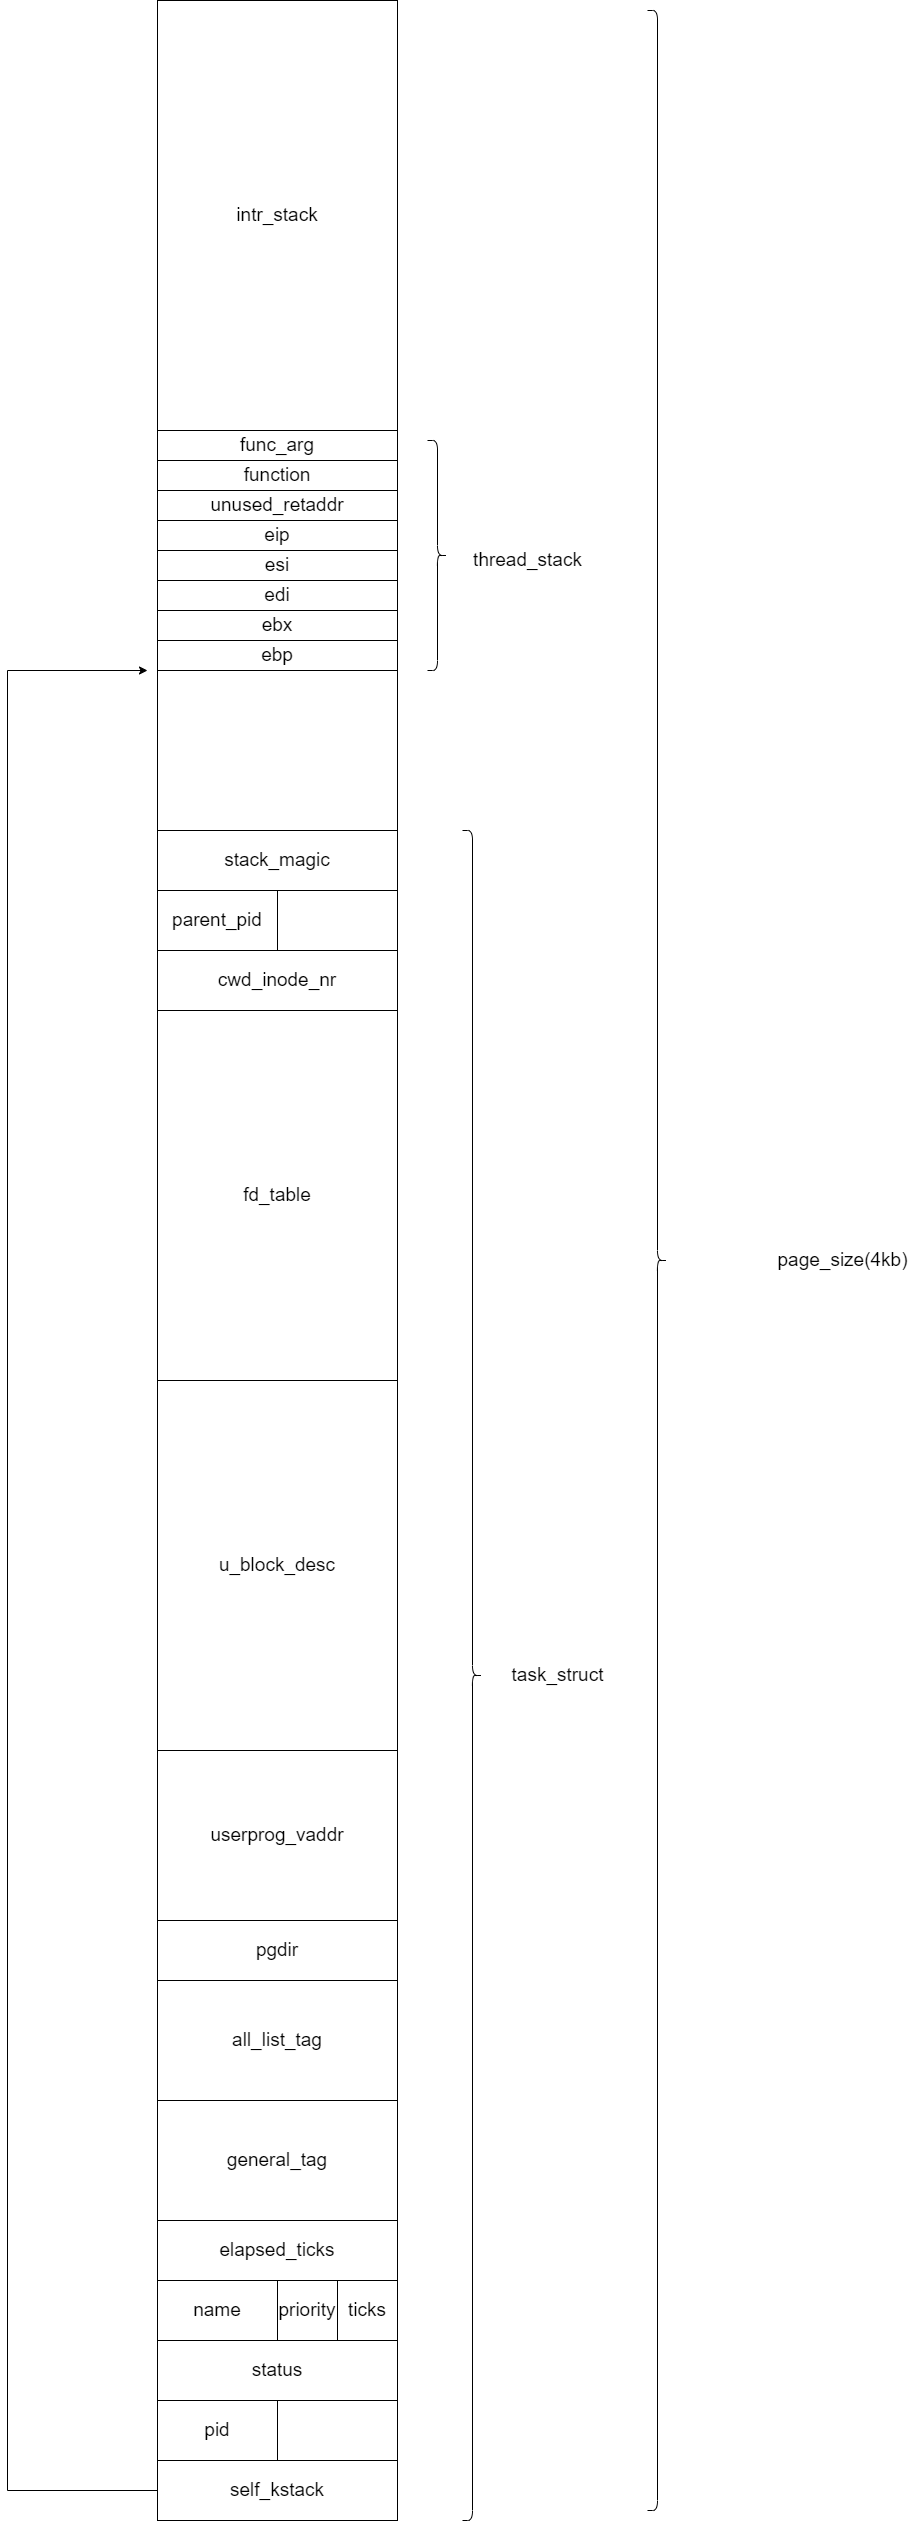 intr_stack
func_arg
function
unused_retaddr
eip
esi
thread_stack
edi
ebx
ebp
stack_magic
parent_pid
cwd_inode_nr
fd_table
page_size(4kb)
u_block_desc
task_struct
userprog_vaddr
pgdir
all_list_tag
general_tag
elapsed_ticks
name priority ticks
status
pid
self_kstack